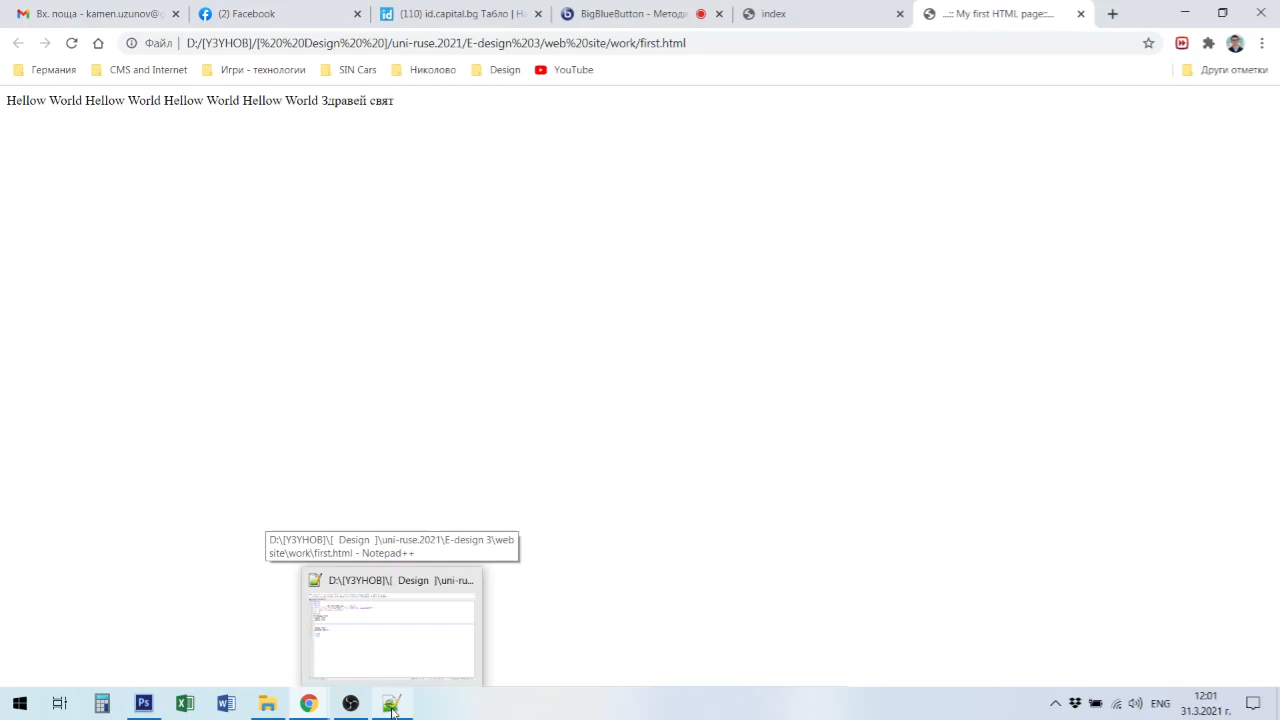 Вх. поща - kamen.uzunov@g
(2) Facebook
(110) id.capital.bg Табло | На
BigBlueButton - Методи
index
..::: My first HTML page::...
Файл
D:/[УЗУНОВ]/[%20%20Design%20%20]/uni-ruse.2021/E-design%203/web%20site/work/first.html
Германия
CMS and Internet
Игри - технологии
SIN Cars
Николово
Design
YouTube
Други отметки
Hellow World Hellow World Hellow World Hellow World Здравей свят
D:\[УЗУНОВ]\[ Design ]\uni-ruse.2021\E-design 3\web
site\work\first.html - Notepad++
D:\[УЗУНОВ]\[ Design ]\uni-ru...
ЕНГ
12:01
31.3.2021 г.